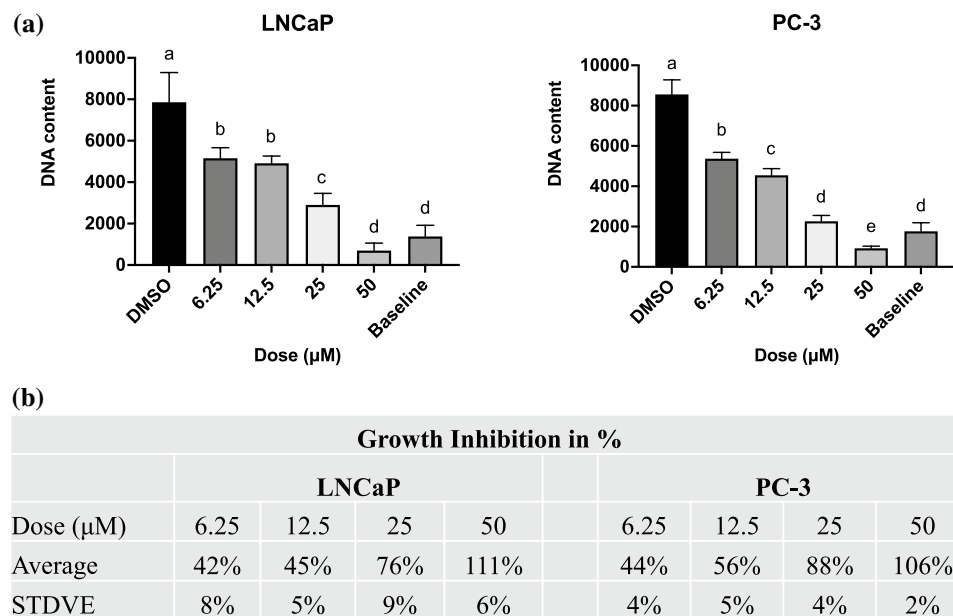 (a)
LNCaP
DNA content
10000
8000
6000
4000
2000
0
a
b
b
c
d
d
DMSO
6.25
12.5
25
50
Baseline
Dose (μM)
PC-3
DNA content
10000
8000
6000
4000
2000
0
a
b
c
d
e
d
DMSO
6.25
12.5
25
50
Baseline
Dose (μM)
(b)
Growth Inhibition in %
LNCaP PC-3
Dose (μM) 6.25 12.5 25 50 6.25 12.5 25 50
Average 42% 45% 76% 111% 44% 56% 88% 106%
STDVE 8% 5% 9% 6% 4% 5% 4% 2%